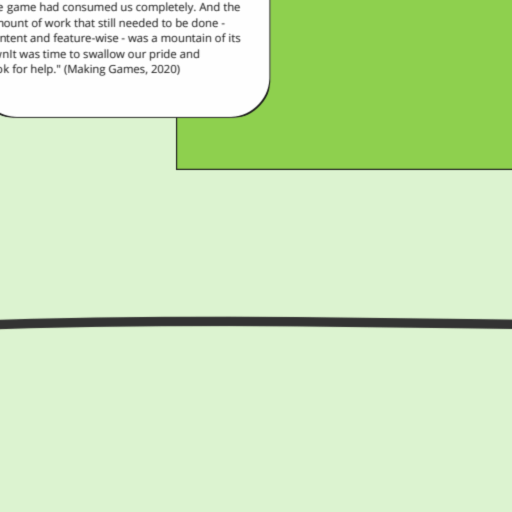 e game had consumed us completely. And the
nount of work that still needed to be done -
ntent and feature-wise - was a mountain of its
wnIt was time to swallow our pride and
ok for help." (Making Games, 2020)